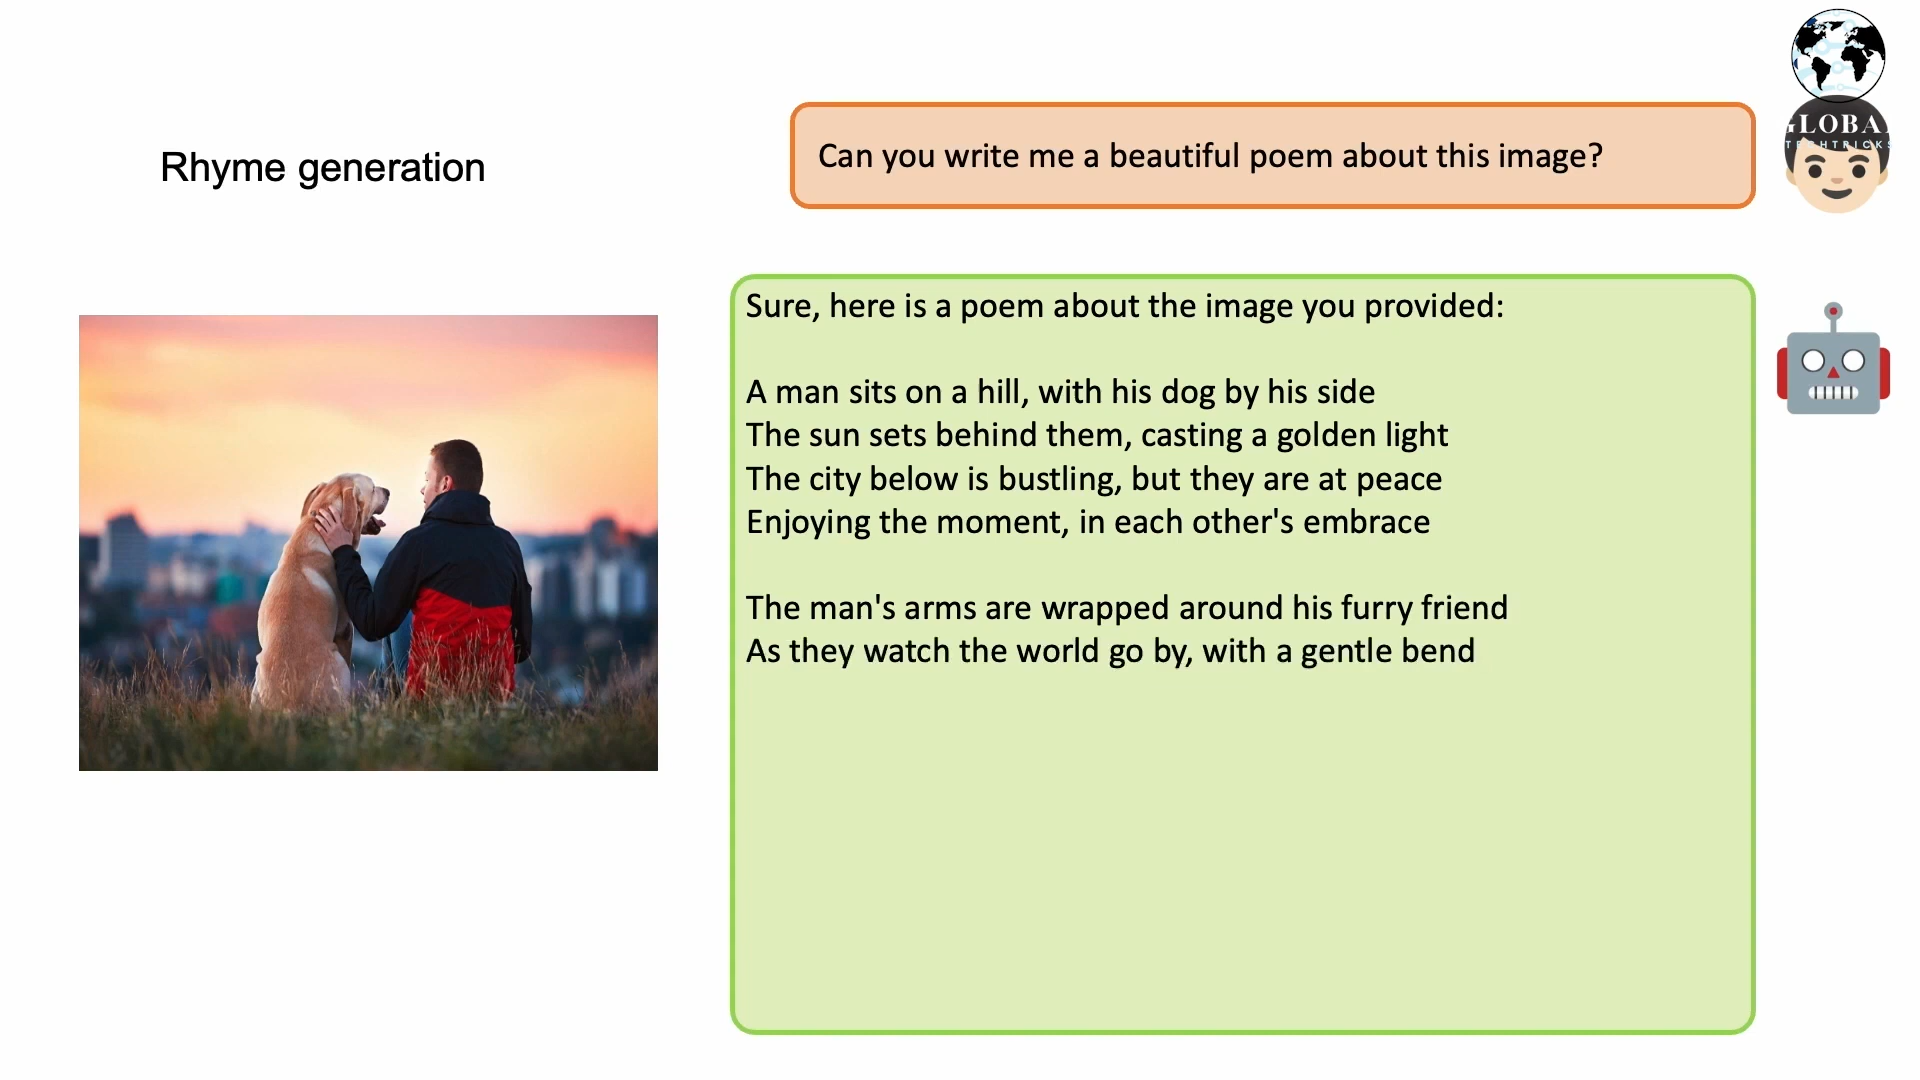 Rhyme generation
Can you write me a beautiful poem about this image?
Sure, here is a poem about the image you provided:
A man sits on a hill, with his dog by his side
The sun sets behind them, casting a golden light
The city below is bustling, but they are at peace
Enjoying the moment, in each other's embrace
The man's arms are wrapped around his furry friend
As they watch the world go by, with a gentle bend